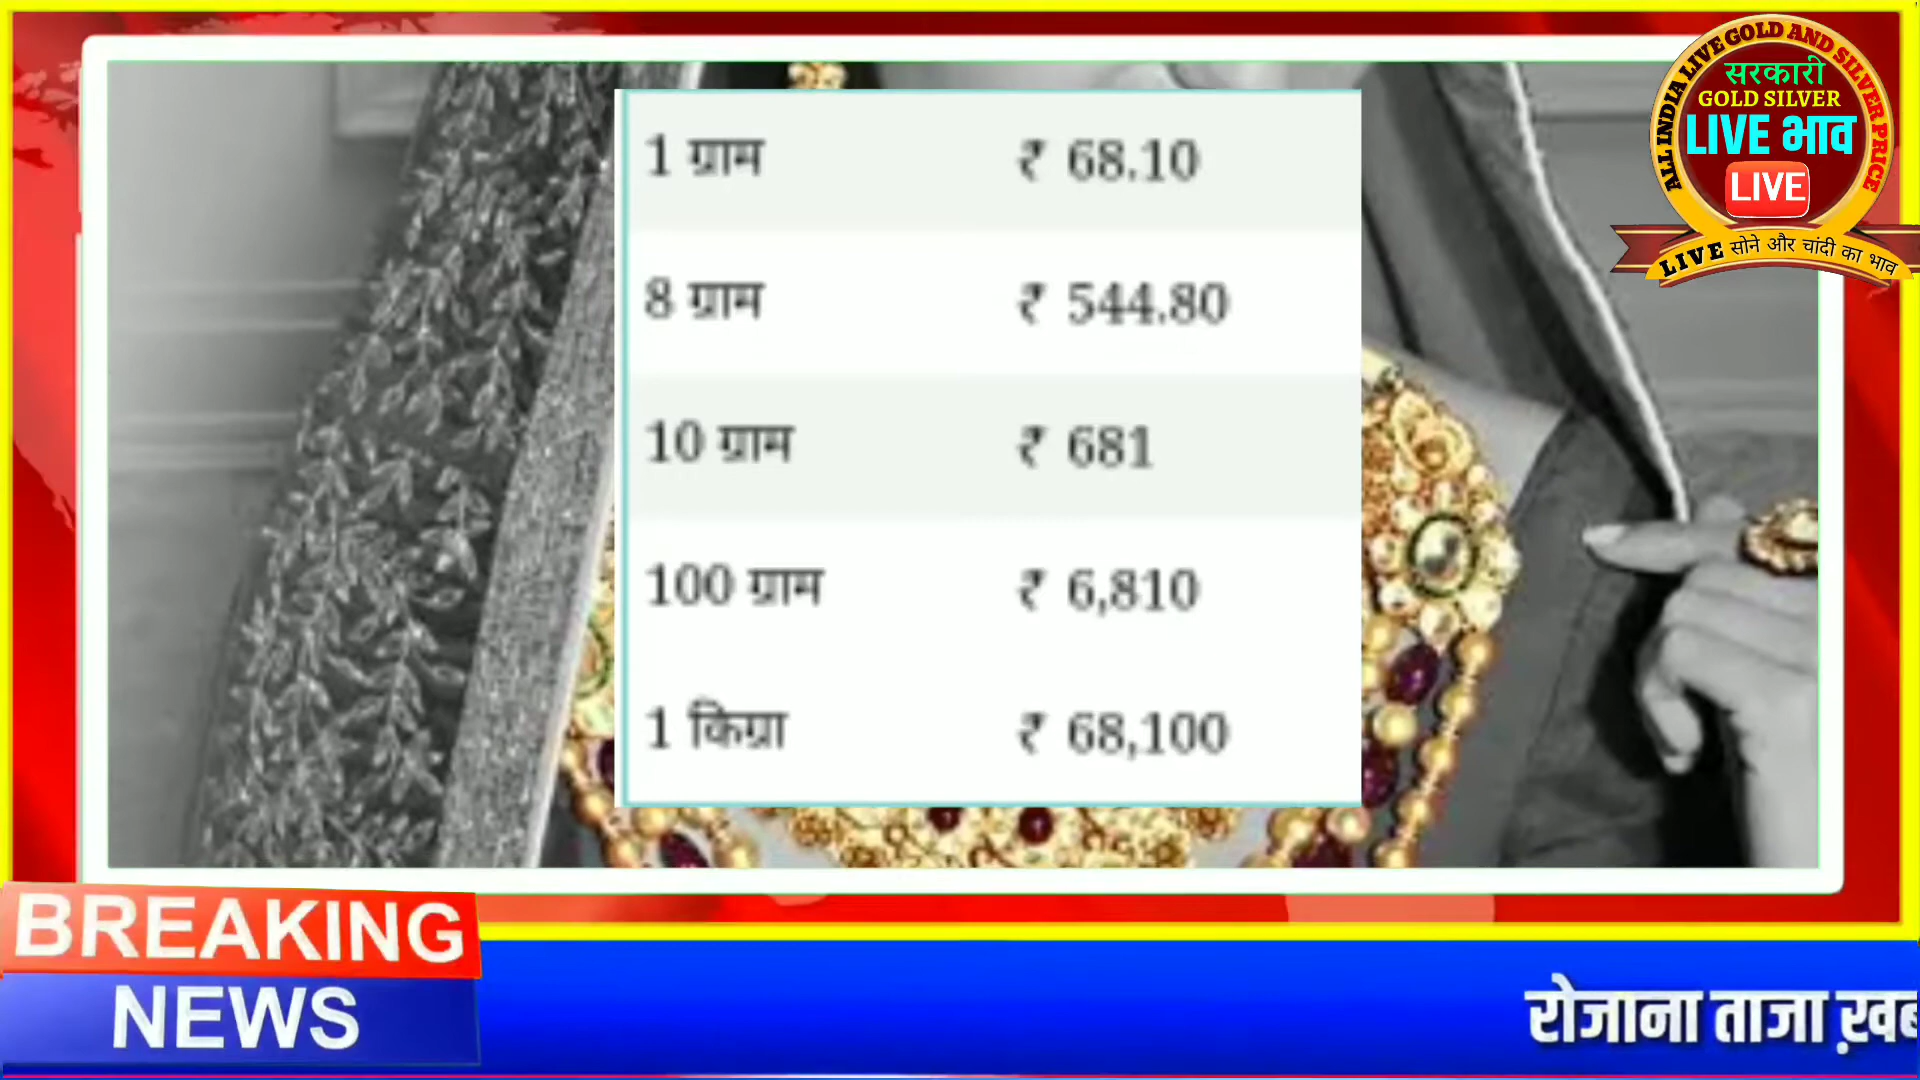 ALL INDIA LIVE GOLD AND SILVER PRICE
सरकारी
GOLD SILVER
LIVE भाव
LIVE
LIVE सोने और चांदी का भाव
1 ग्राम ₹ 68.10
8 ग्राम ₹ 544.80
10 ग्राम ₹ 681
100 ग्राम ₹ 6,810
1 किग्रा ₹ 68,100
BREAKING
NEWS
रोजाना ताजा